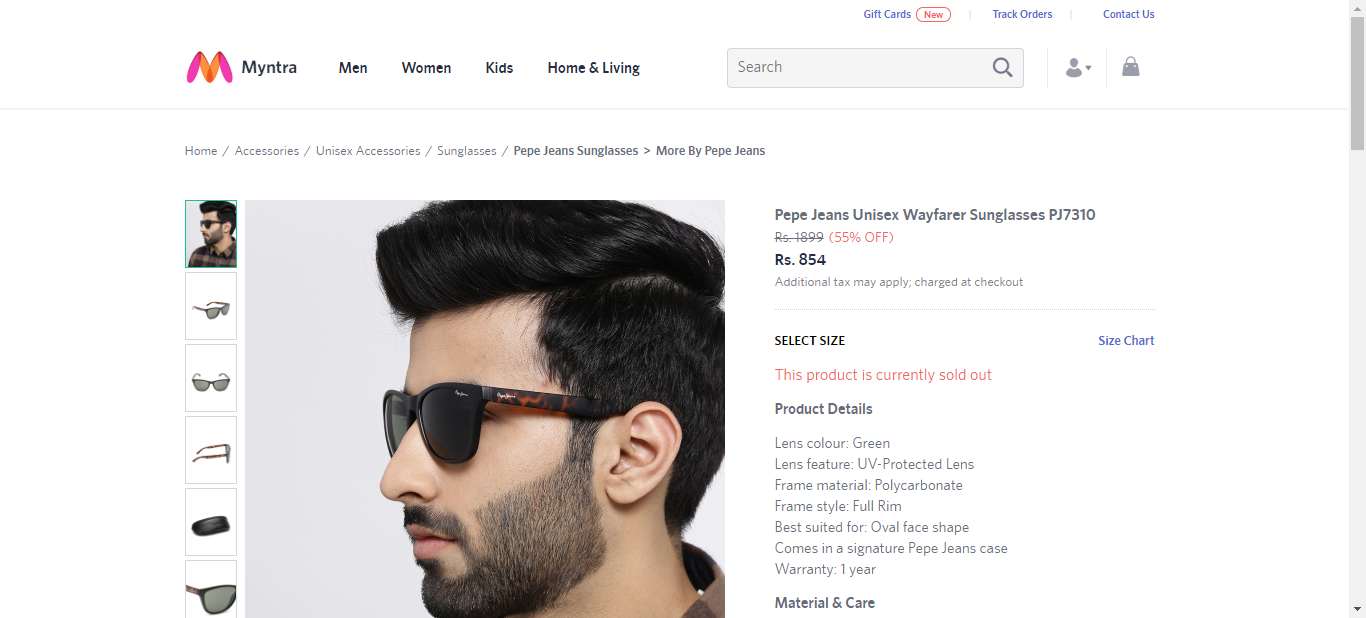 Gift Cards New Track Orders Contact Us
Myntra Men Women Kids Home & Living Search
Home / Accessories / Unisex Accessories / Sunglasses / Pepe Jeans Sunglasses > More By Pepe Jeans
Pepe Jeans Unisex Wayfarer Sunglasses PJ7310
Rs. 1899 (55% OFF)
Rs. 854
Additional tax may apply; charged at checkout
SELECT SIZE Size Chart
This product is currently sold out
Product Details
Lens colour: Green
Lens feature: UV-Protected Lens
Frame material: Polycarbonate
Frame style: Full Rim
Best suited for: Oval face shape
Comes in a signature Pepe Jeans case
Warranty: 1 year
Material & Care
Pepe Jeans
Pepe Jeans